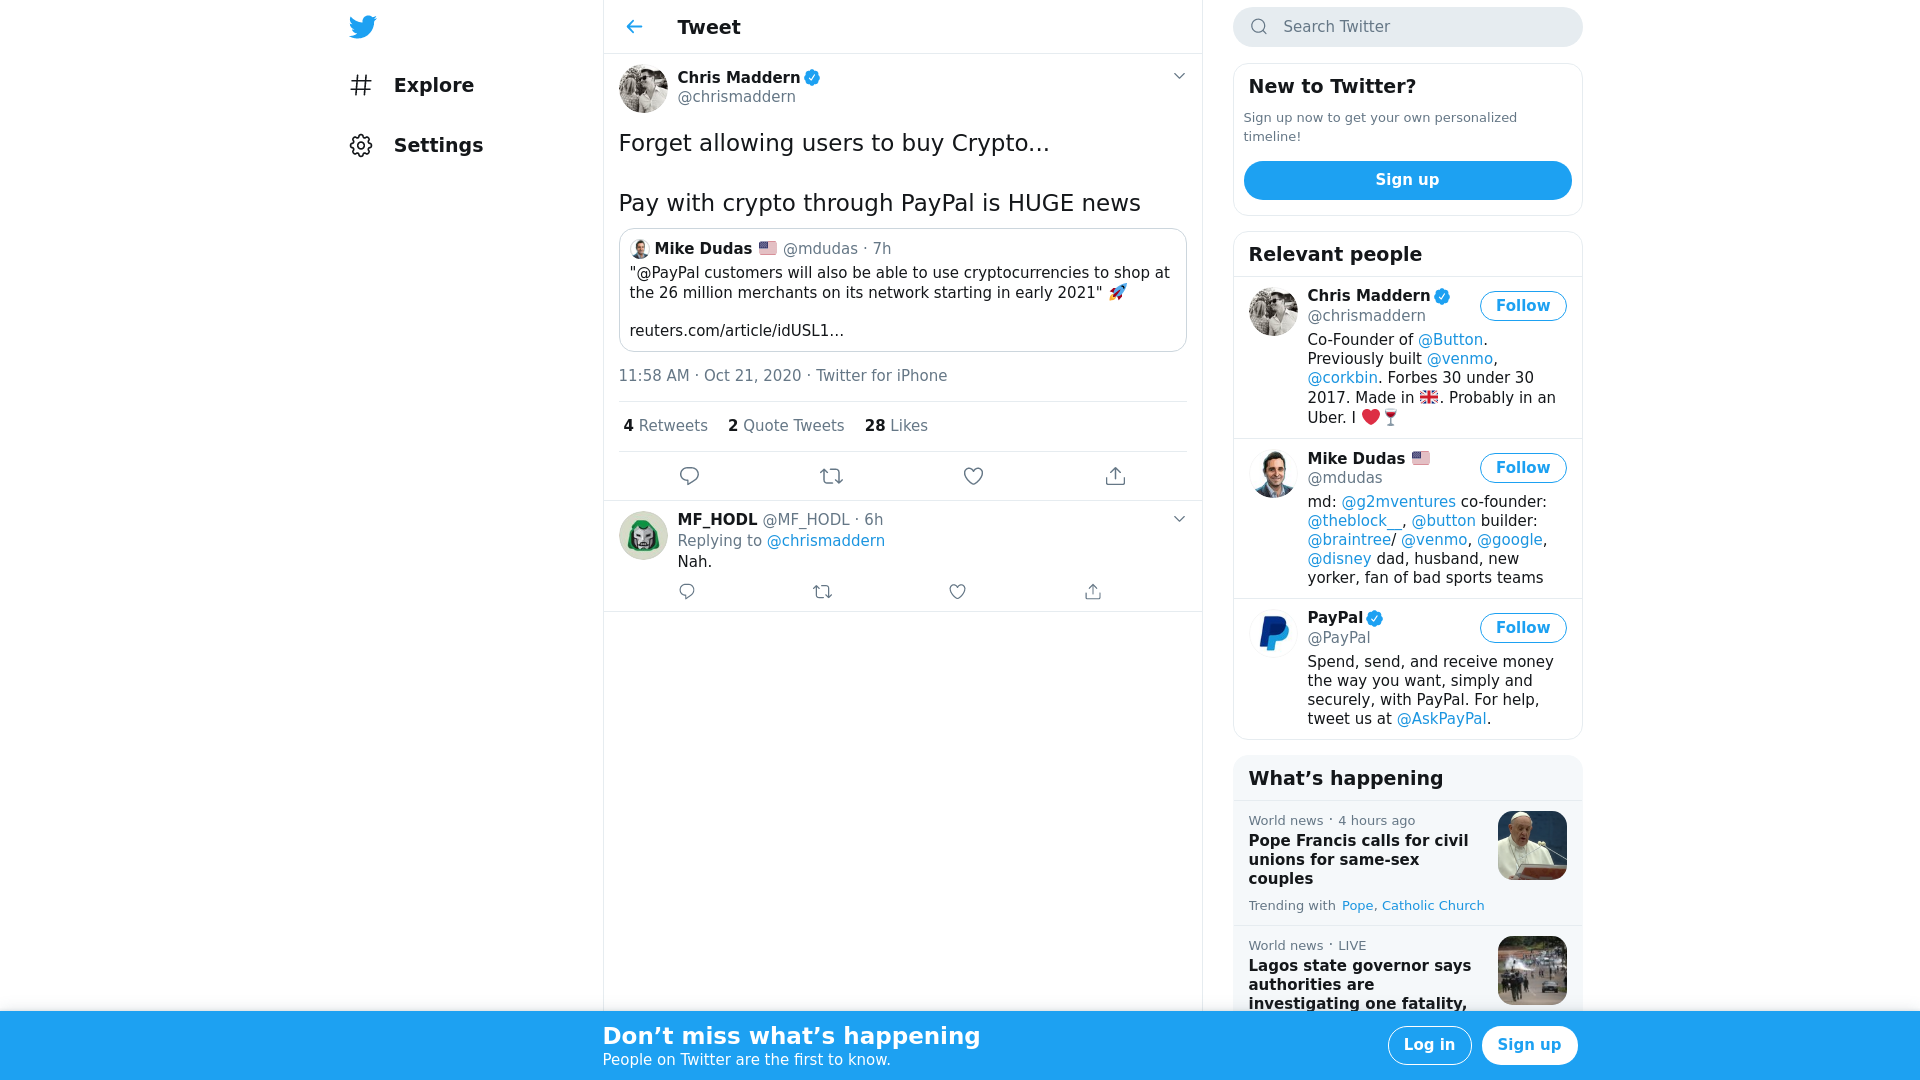 Explore
Settings
Tweet
Chris Maddern
@chrismaddern
Forget allowing users to buy Crypto...
Pay with crypto through PayPal is HUGE news
Mike Dudas 🇺🇸 @mdudas · 7h
"@PayPal customers will also be able to use cryptocurrencies to shop at
the 26 million merchants on its network starting in early 2021" 🚀
reuters.com/article/idUSL1…
11:58 AM · Oct 21, 2020 · Twitter for iPhone
4 Retweets 2 Quote Tweets 28 Likes
MF_HODL @MF_HODL · 6h
Replying to @chrismaddern
Nah.
Search Twitter
New to Twitter?
Sign up now to get your own personalized
timeline!
Sign up
Relevant people
Chris Maddern
@chrismaddern
Follow
Co-Founder of @Button.
Previously built @venmo,
@corkbin. Forbes 30 under 30
2017. Made in 🇬🇧. Probably in an
Uber. I ❤️🍷
Mike Dudas 🇺🇸
@mdudas
Follow
md: @g2mventures co-founder:
@theblock__, @button builder:
@braintree/ @venmo, @google,
@disney dad, husband, new
yorker, fan of bad sports teams
PayPal
@PayPal
Follow
Spend, send, and receive money
the way you want, simply and
securely, with PayPal. For help,
tweet us at @AskPayPal.
What's happening
World news · 4 hours ago
Pope Francis calls for civil
unions for same-sex
couples
Trending with Pope, Catholic Church
World news · LIVE
Lagos state governor says
authorities are
investigating one fatality,
Don't miss what's happening
People on Twitter are the first to know.
Log in
Sign up